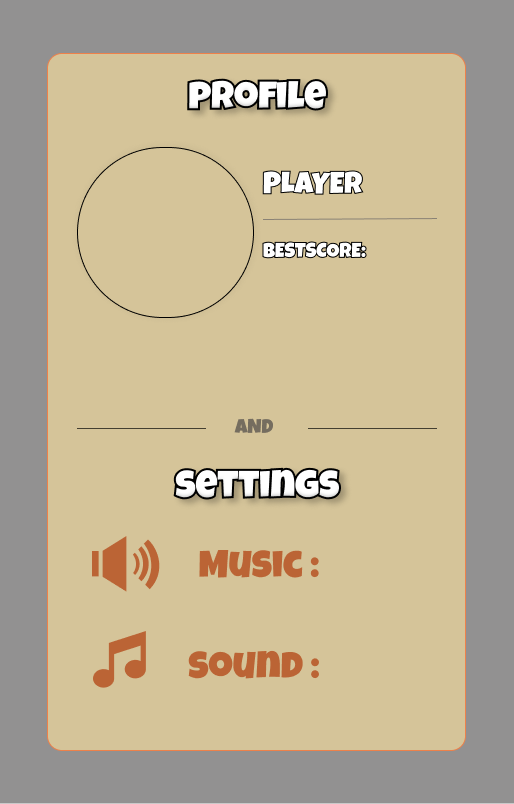 PROFILE
PLAYER
BESTSCORE:
AND
SETTINGS
MUSIC :
SOUND :